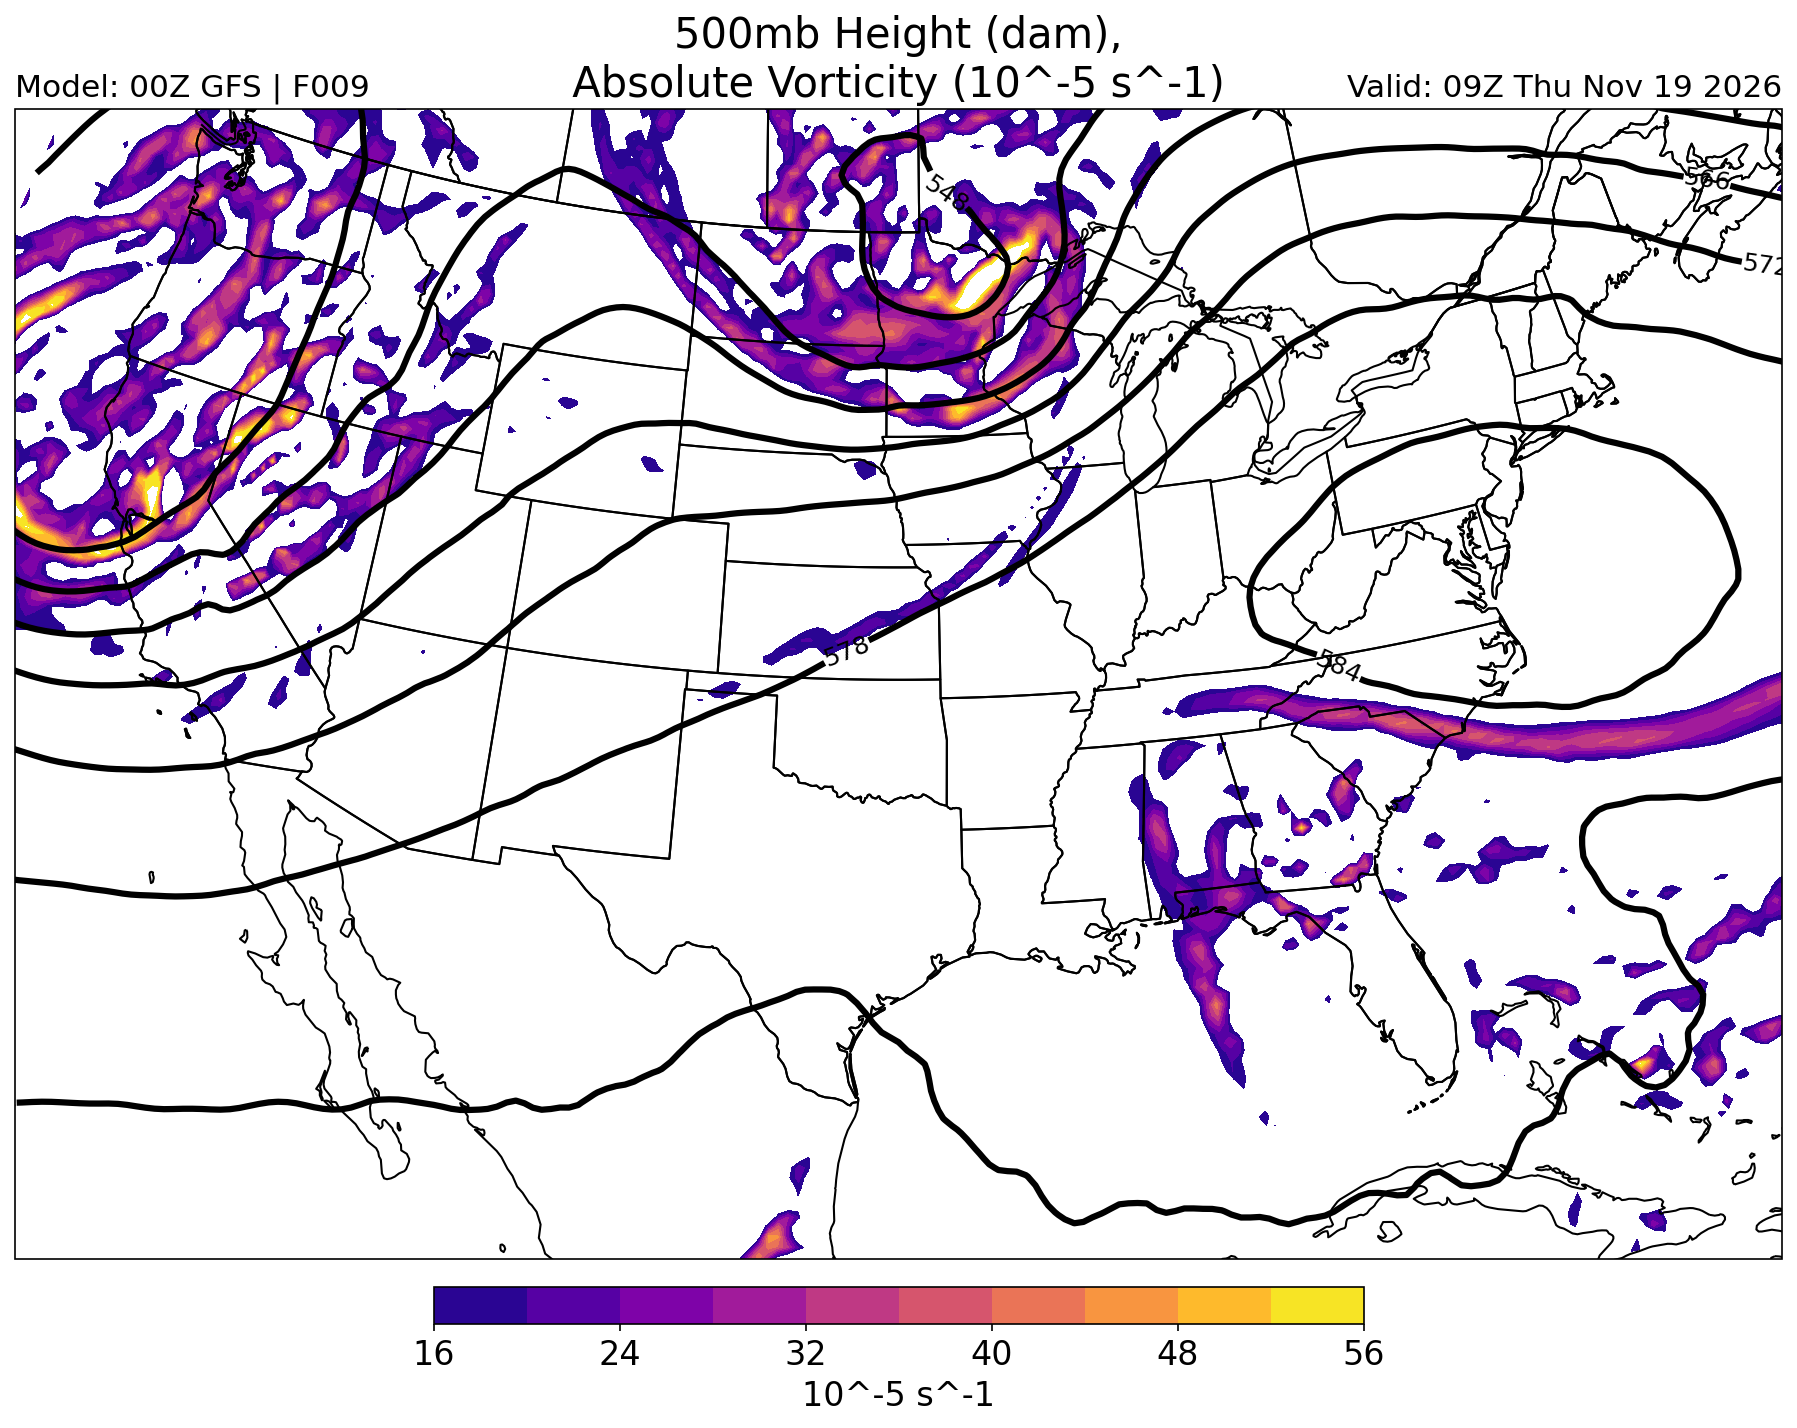 500mb Height (dam),
Absolute Vorticity (10^-5 s^-1)
Model: 00Z GFS | F009
Valid: 09Z Thu Nov 19 2026
548
566
572
578
584
16 24 32 40 48 56
10^-5 s^-1